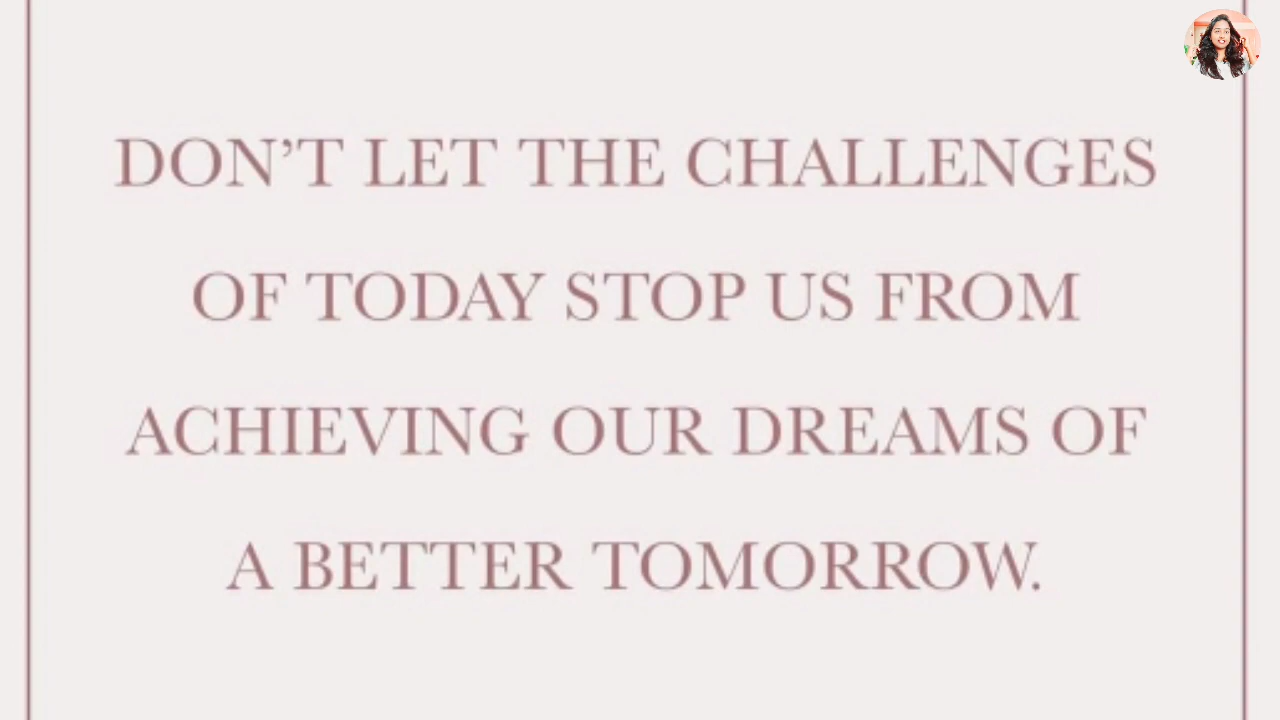 DON’T LET THE CHALLENGES
OF TODAY STOP US FROM
ACHIEVING OUR DREAMS OF
A BETTER TOMORROW.